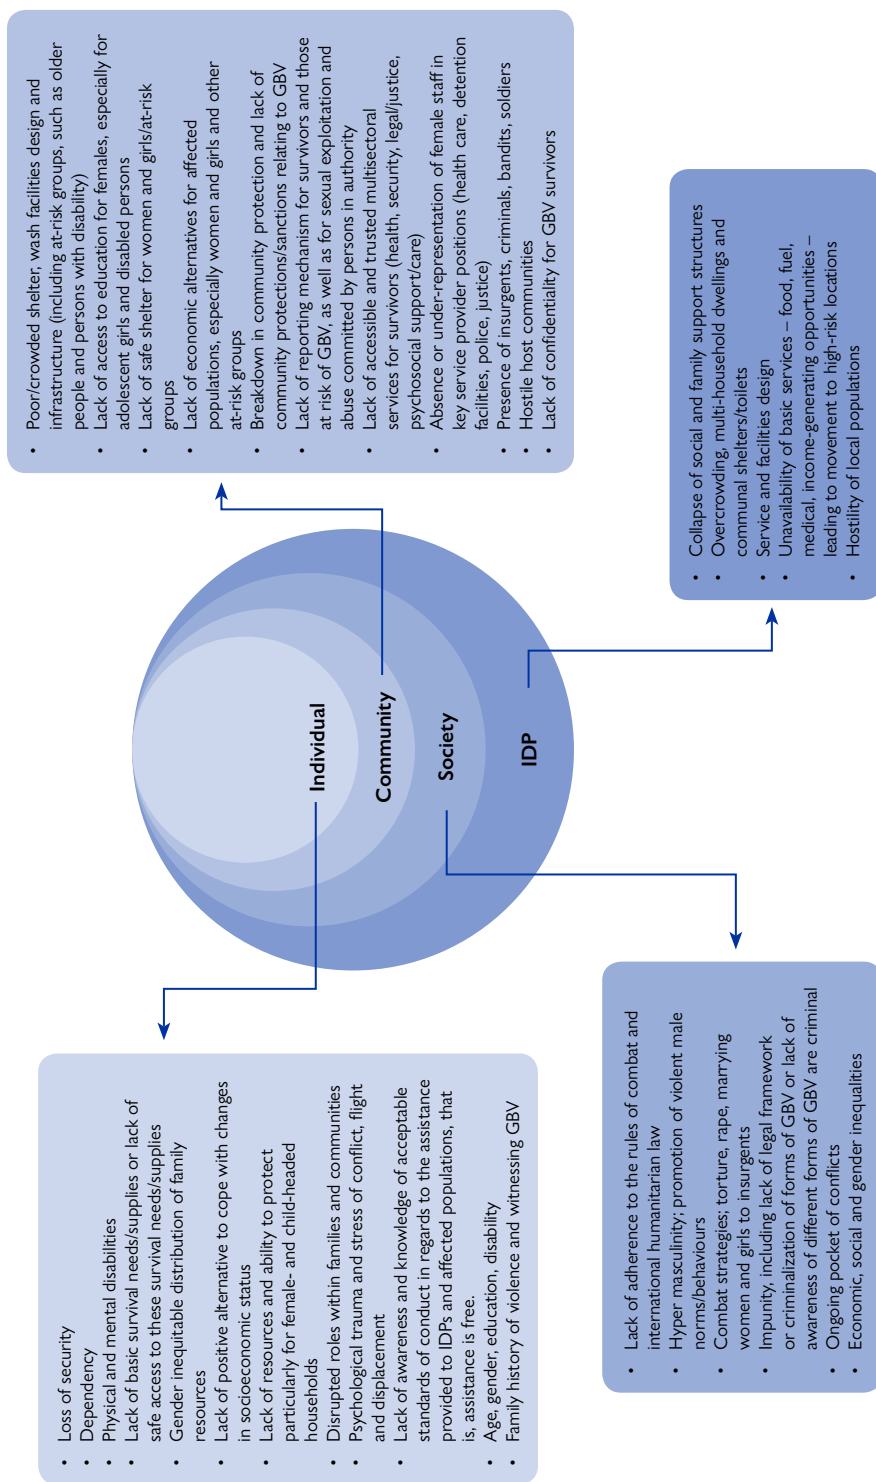 • Loss of security
• Dependency
• Physical and mental disabilities
• Lack of basic survival needs/supplies or lack of
safe access to these survival needs/supplies
• Gender inequitable distribution of family
resources
• Lack of positive alternative to cope with changes
in socioeconomic status
• Lack of resources and ability to protect
particularly for female- and child-headed
households
• Disrupted roles within families and communities
• Psychological trauma and stress of conflict, flight
and displacement
• Lack of awareness and knowledge of acceptable
standards of conduct in regards to the assistance
provided to IDPs and affected populations, that
is, assistance is free.
• Age, gender, education, disability
• Family history of violence and witnessing GBV
• Poor/crowded shelter, wash facilities design and
infrastructure (including at-risk groups, such as older
people and persons with disability)
• Lack of access to education for females, especially for
adolescent girls and disabled persons
• Lack of safe shelter for women and girls/at-risk
groups
• Lack of economic alternatives for affected
populations, especially women and girls and other
at-risk groups
• Breakdown in community protection and lack of
community protections/sanctions relating to GBV
• Lack of reporting mechanism for survivors and those
at risk of GBV, as well as for sexual exploitation and
abuse committed by persons in authority
• Lack of accessible and trusted multisectoral
services for survivors (health, security, legal/justice,
psychosocial support/care)
• Absence or under-representation of female staff in
key service provider positions (health care, detention
facilities, police, justice)
• Presence of insurgents, criminals, bandits, soldiers
• Hostile host communities
• Lack of confidentiality for GBV survivors
Individual
Community
Society
IDP
• Lack of adherence to the rules of combat and
international humanitarian law
• Hyper masculinity; promotion of violent male
norms/behaviours
• Combat strategies; torture, rape, marrying
women and girls to insurgents
• Impunity, including lack of legal framework
or criminalization of forms of GBV or lack of
awareness of different forms of GBV are criminal
• Ongoing pocket of conflicts
• Economic, social and gender inequalities
• Collapse of social and family support structures
• Overcrowding, multi-household dwellings and
communal shelters/toilets
• Service and facilities design
• Unavailability of basic services – food, fuel,
medical, income-generating opportunities –
leading to movement to high-risk locations
• Hostility of local populations